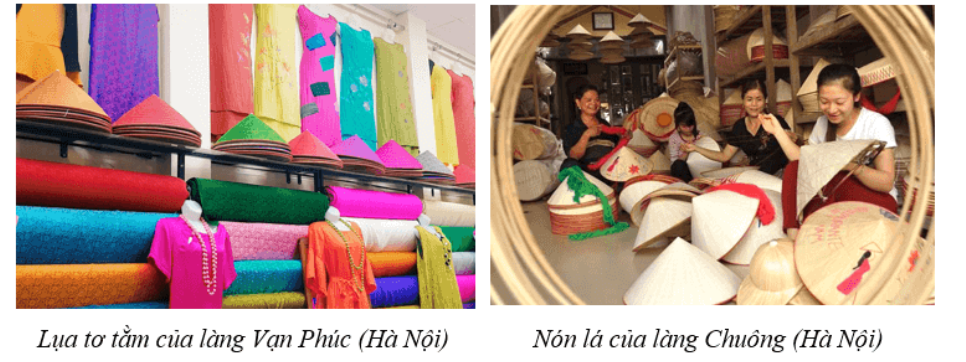 Lụa tơ tằm của làng Vạn Phúc (Hà Nội)
Nón lá của làng Chuông (Hà Nội)